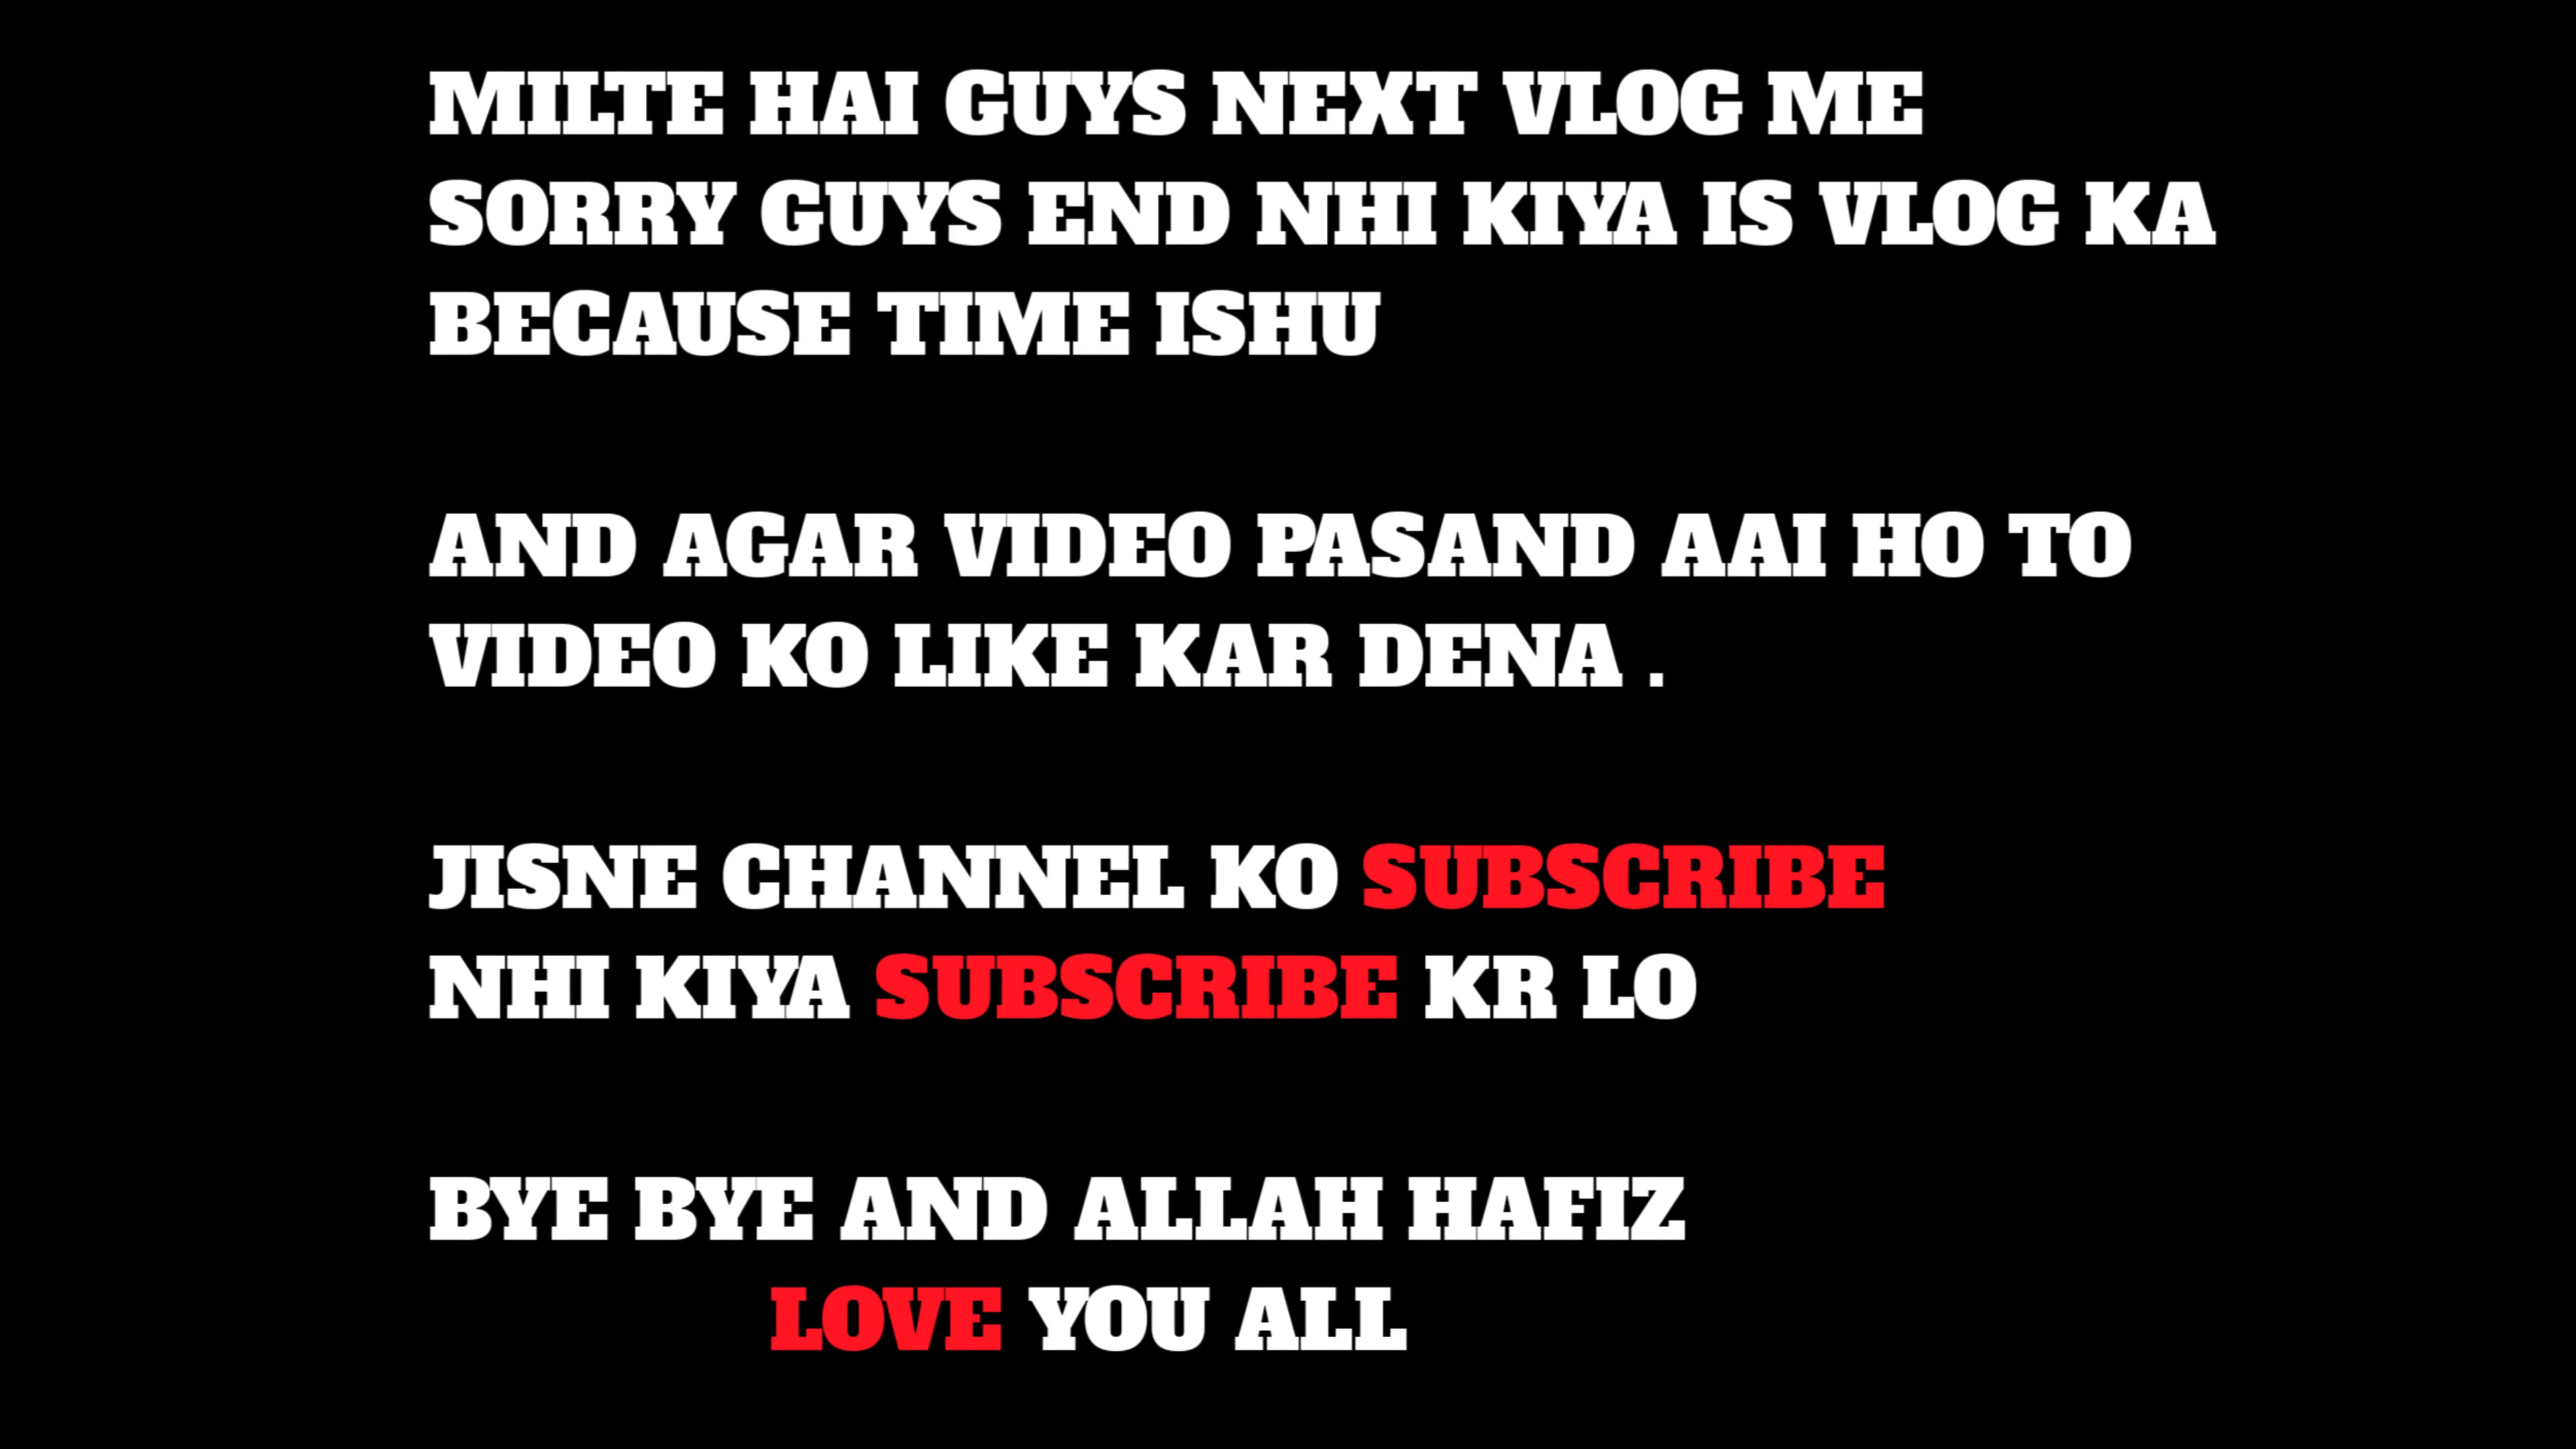 MILTE HAI GUYS NEXT VLOG ME
SORRY GUYS END NHI KIYA IS VLOG KA
BECAUSE TIME ISHU
AND AGAR VIDEO PASAND AAI HO TO
VIDEO KO LIKE KAR DENA .
JISNE CHANNEL KO SUBSCRIBE
NHI KIYA SUBSCRIBE KR LO
BYE BYE AND ALLAH HAFIZ
LOVE YOU ALL